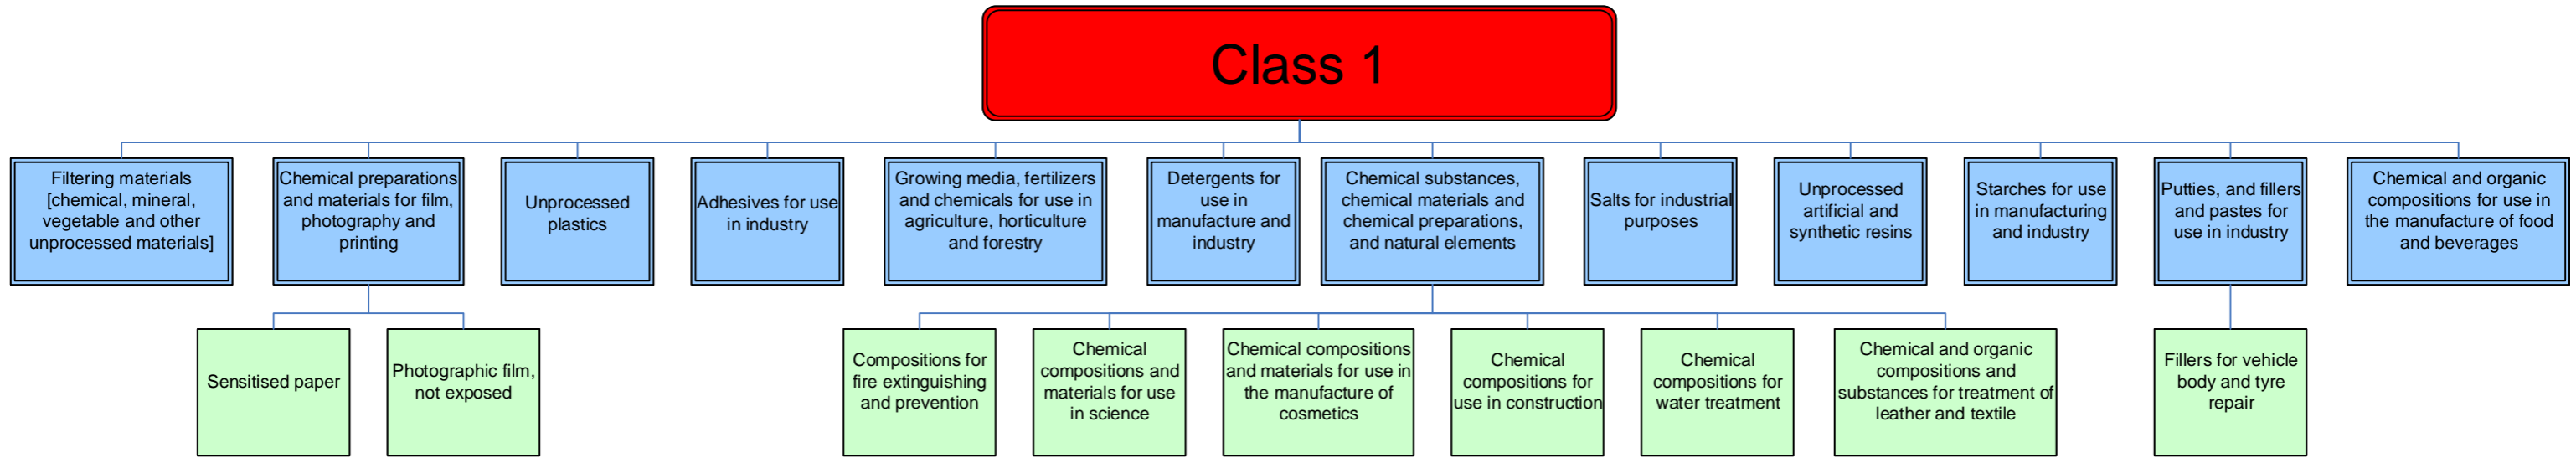 Class 1
Filtering materials
[chemical, mineral,
vegetable and other
unprocessed materials]
Chemical preparations
and materials for film,
photography and
printing
Unprocessed
plastics
Adhesives for use
in industry
Growing media, fertilizers
and chemicals for use in
agriculture, horticulture
and forestry
Detergents for
use in
manufacture and
industry
Chemical substances,
chemical materials and
chemical preparations,
and natural elements
Salts for industrial
purposes
Unprocessed
artificial and
synthetic resins
Starches for use
in manufacturing
and industry
Putties, and fillers
and pastes for
use in industry
Chemical and organic
compositions for use in
the manufacture of food
and beverages
Sensitised paper
Photographic film,
not exposed
Compositions for
fire extinguishing
and prevention
Chemical
compositions and
materials for use
in science
Chemical compositions
and materials for use in
the manufacture of
cosmetics
Chemical
compositions for
use in construction
Chemical
compositions for
water treatment
Chemical and organic
compositions and
substances for treatment of
leather and textile
Fillers for vehicle
body and tyre
repair